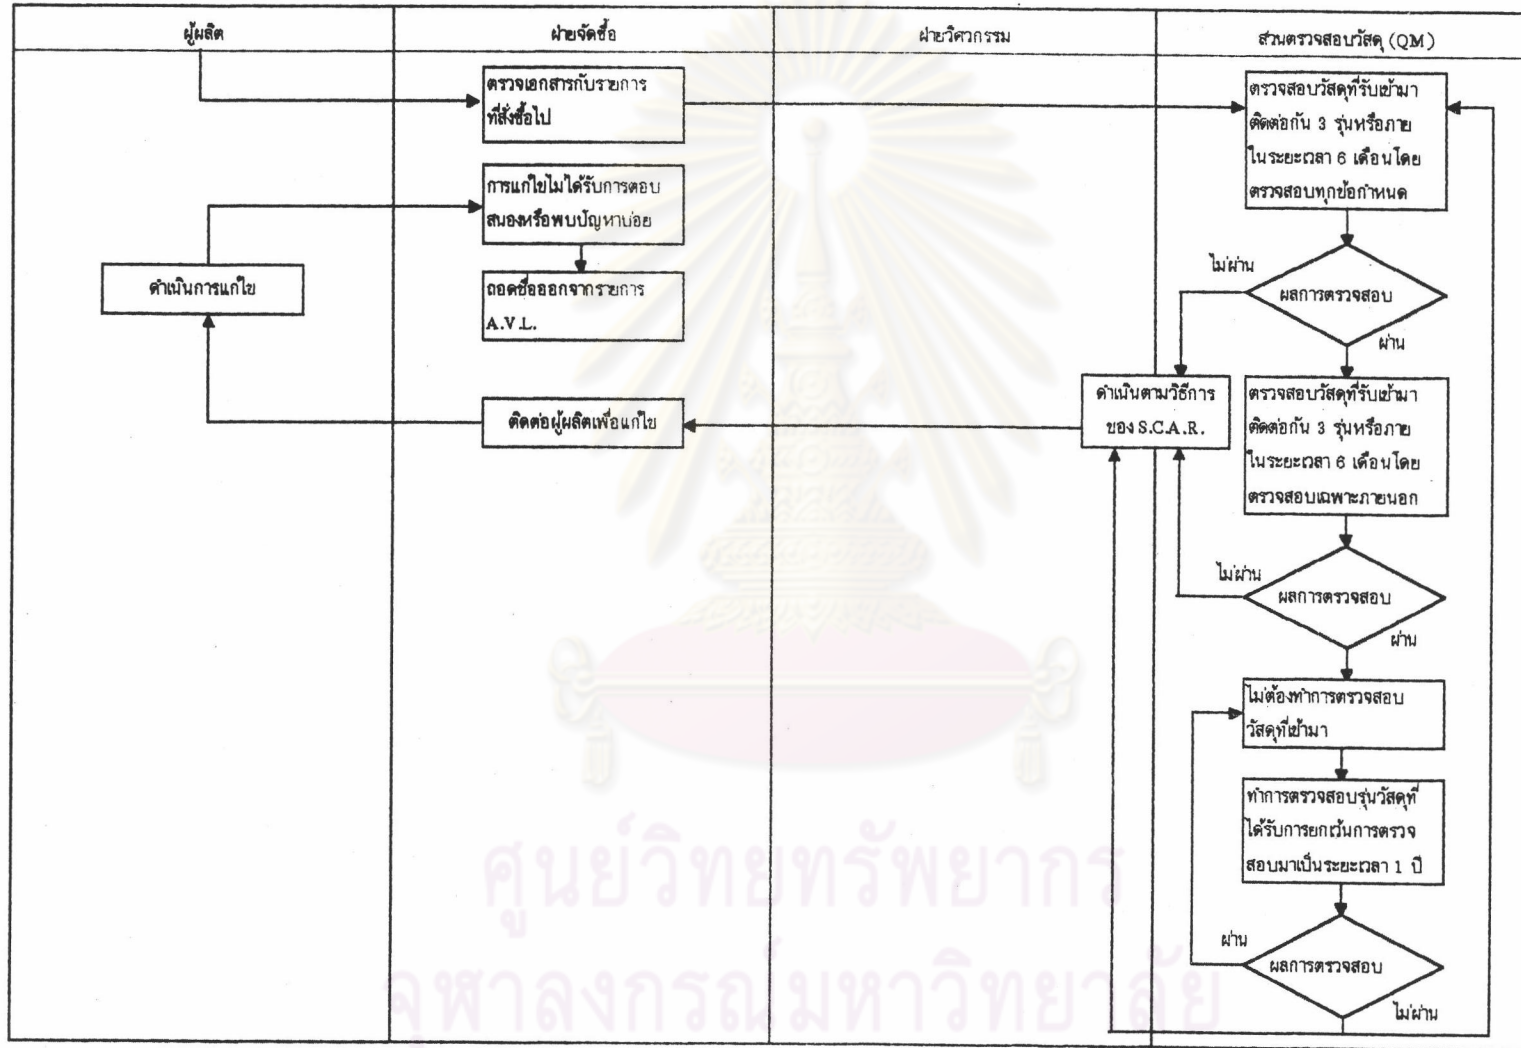 ผู้ผลิต
ฝ่ายจัดซื้อ
ฝ่ายวิศวกรรม
ส่วนตรวจสอบวัสดุ (QM)
ตรวจเอกสารกับรายการ
ที่สั่งซื้อไป
ตรวจสอบวัสดุที่รับเข้ามา
ติดต่อกัน 3 รุ่นหรือภาย
ในระยะเวลา 6 เดือนโดย
ตรวจสอบทุกข้อกำหนด
การแก้ไขไม่ได้รับการตอบ
สนองหรือพบปัญหาบ่อย
ดำเนินการแก้ไข
ถอดชื่อออกจากรายการ
A.V.L.
ไม่ผ่าน
ผลการตรวจสอบ
ผ่าน
ติดต่อผู้ผลิตเพื่อแก้ไข
ดำเนินตามวิธีการ
ของ S.C.A.R.
ตรวจสอบวัสดุที่รับเข้ามา
ติดต่อกัน 3 รุ่นหรือภาย
ในระยะเวลา 6 เดือนโดย
ตรวจสอบเฉพาะภายนอก
ไม่ผ่าน
ผลการตรวจสอบ
ผ่าน
ไม่ต้องทำการตรวจสอบ
วัสดุที่เข้ามา
ทำการตรวจสอบรุ่นวัสดุที่
ได้รับการยกเว้นการตรวจ
สอบมาเป็นระยะเวลา 1 ปี
ผ่าน
ผลการตรวจสอบ
ไม่ผ่าน
ศูนย์วิทยทรัพยากร
จุฬาลงกรณ์มหาวิทยาลัย